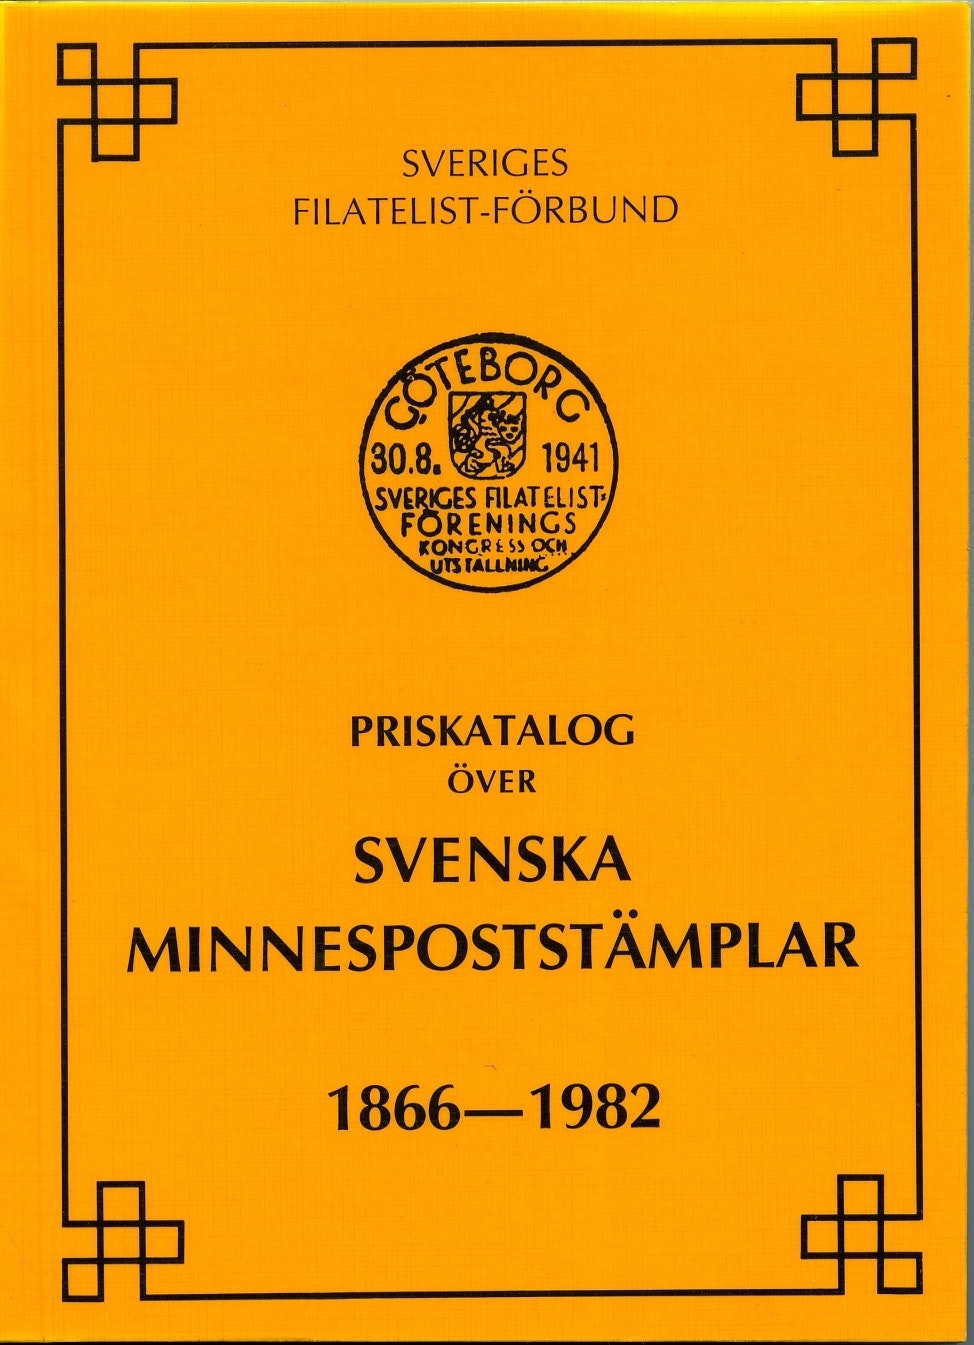 SVERIGES
FILATELIST-FÖRBUND
GÖTEBORG
30.8. 1941
SVERIGES FILATELIST-
FÖRENINGS
KONGRESS OCH
UTSTÄLLNING
PRISKATALOG
ÖVER
SVENSKA
MINNESPOSTSTÄMPLAR
1866—1982